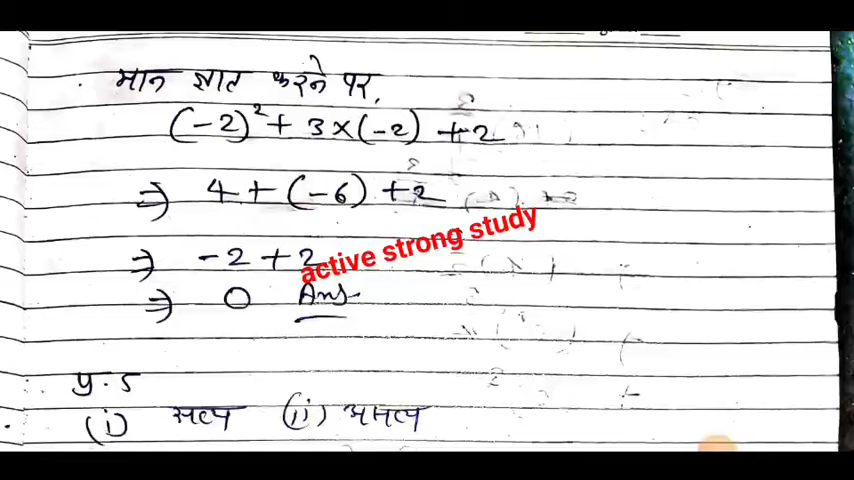 मान ज्ञात करने पर,
(-2)² + 3×(-2) + 2
⇒ 4 + (-6) + 2
⇒ -2 + 2
active strong study
⇒ 0 Ans
प्र. 5
(i) सत्य (ii) असत्य